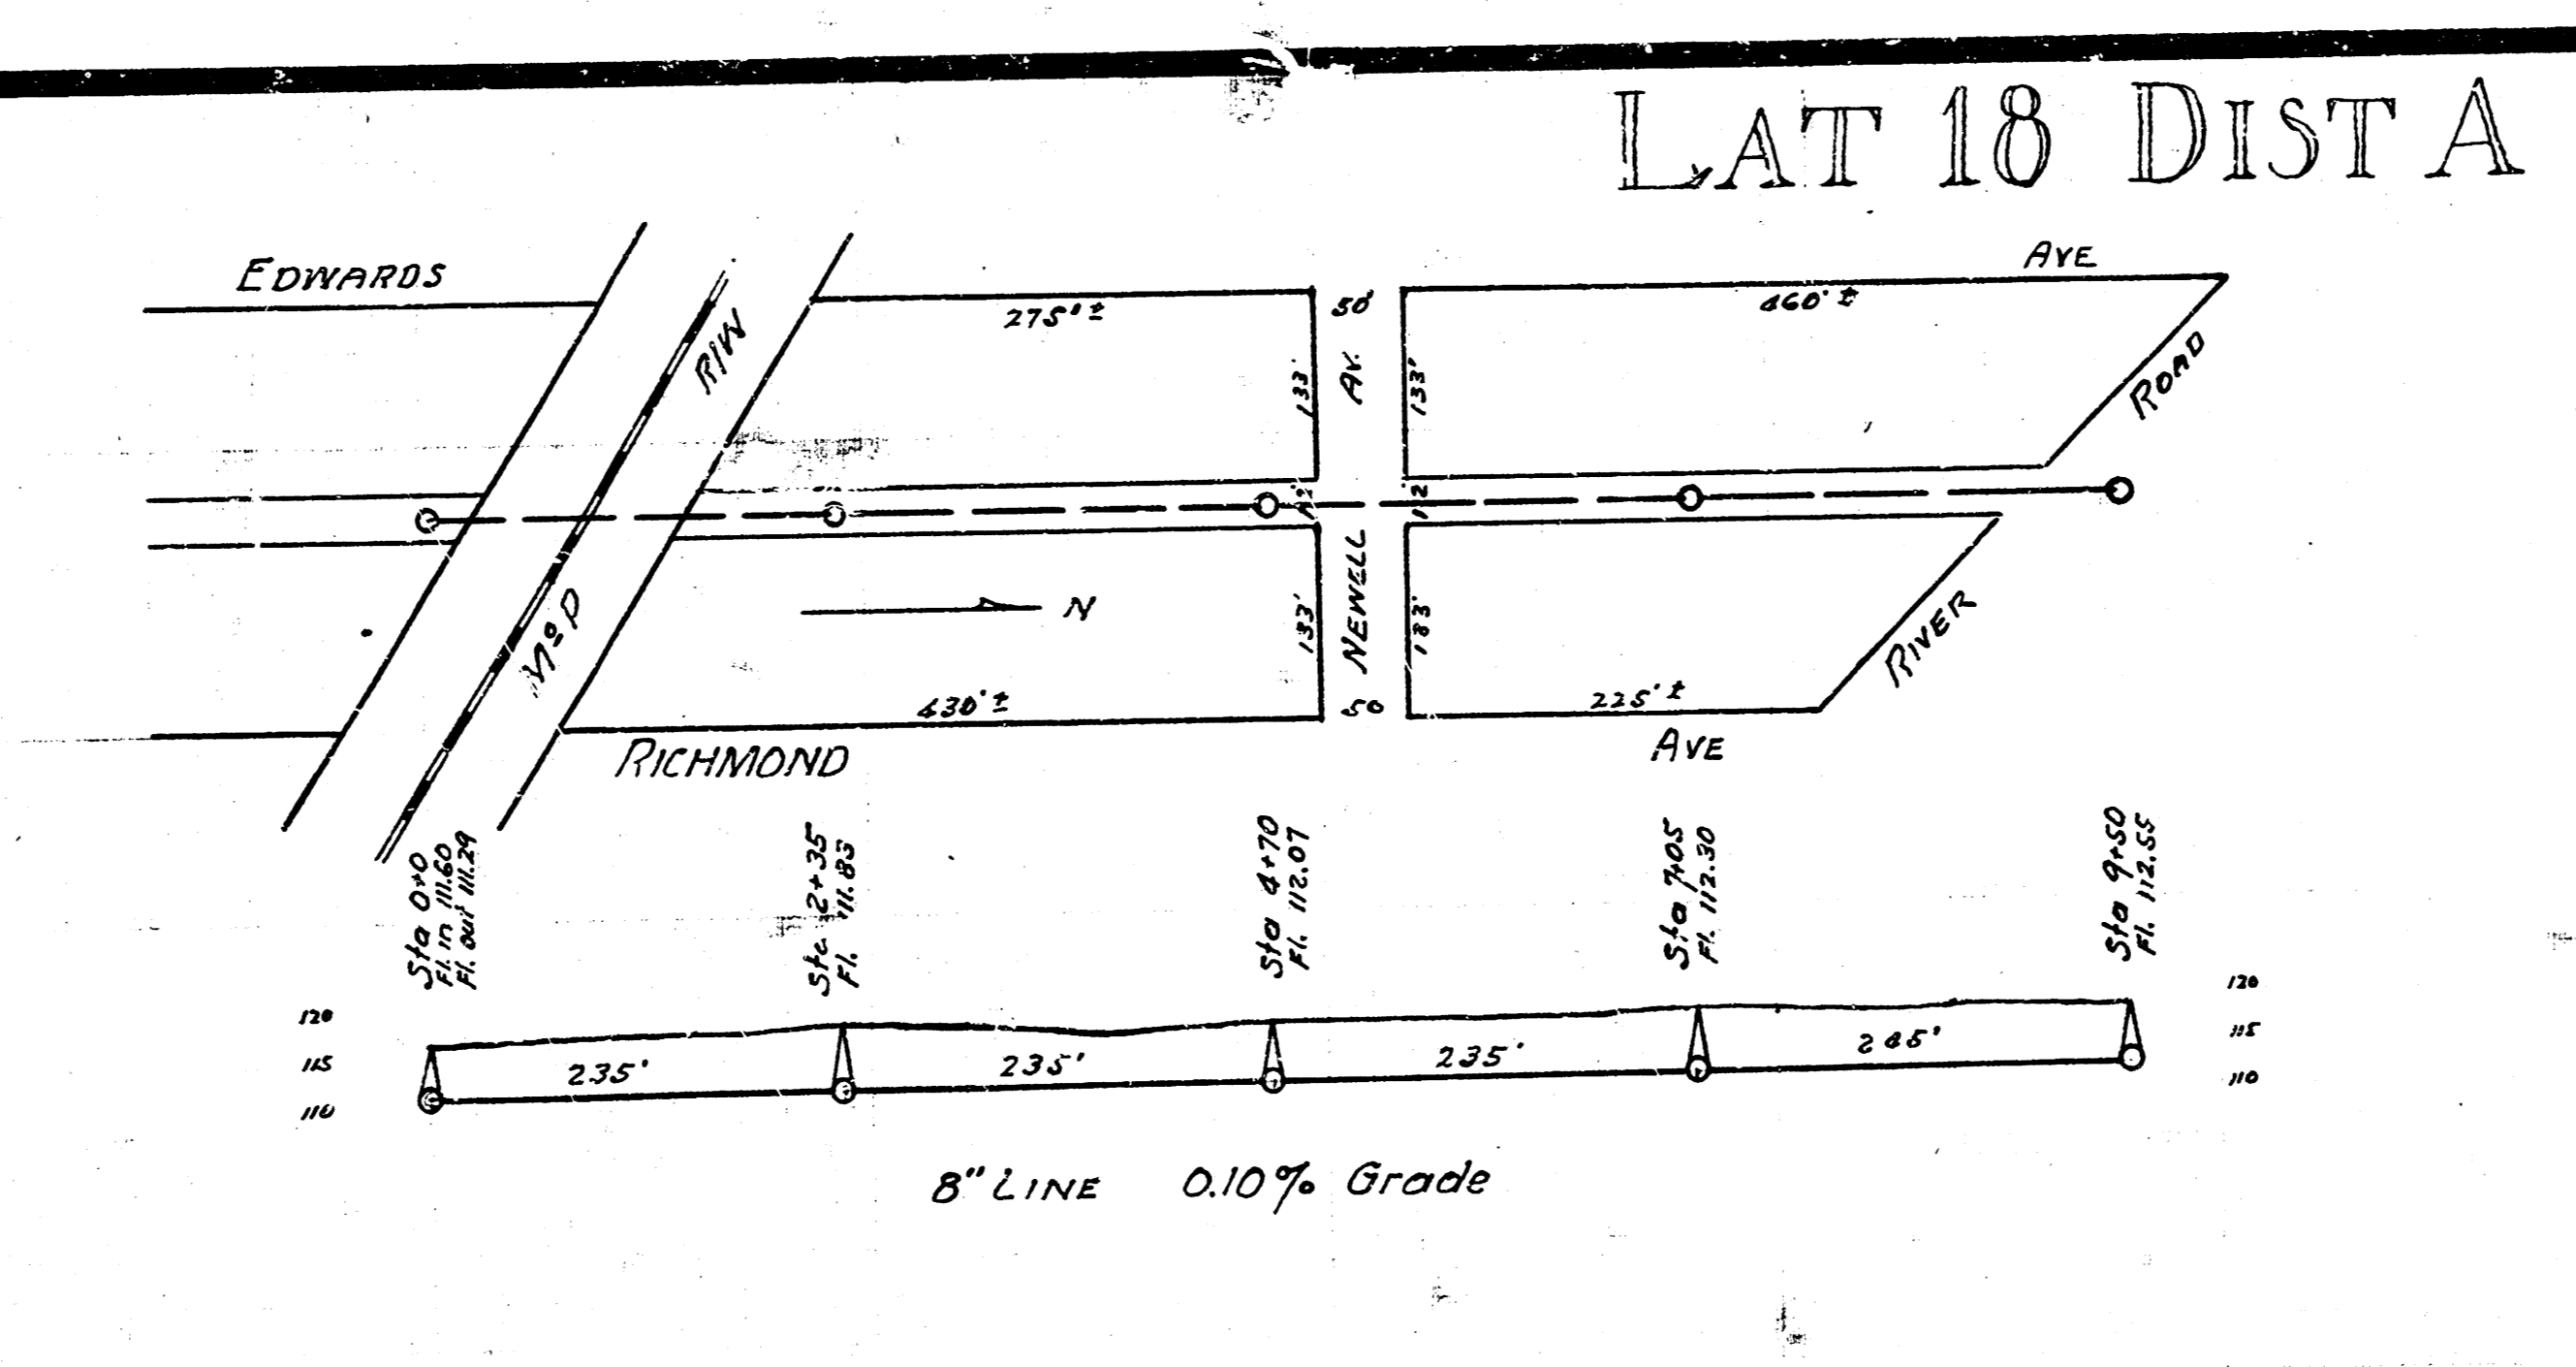 LAT 18 DIST A
EDWARDS
AVE
275'±
50'
460'±
R/W
133'
AV.
133'
ROAD
12'
12'
NEWELL
Mo P
N
133'
133'
RIVER
430'±
50
225'±
RICHMOND
AVE
Sta 0+0
Fl. in 111.60
Fl. out 111.29
Sta 2+35
Fl. 111.83
Sta 4+70
Fl. 112.07
Sta 7+05
Fl. 112.30
Sta 9+50
Fl. 112.55
120
120
115
235'
235'
235'
245'
115
110
110
8" LINE 0.10% Grade